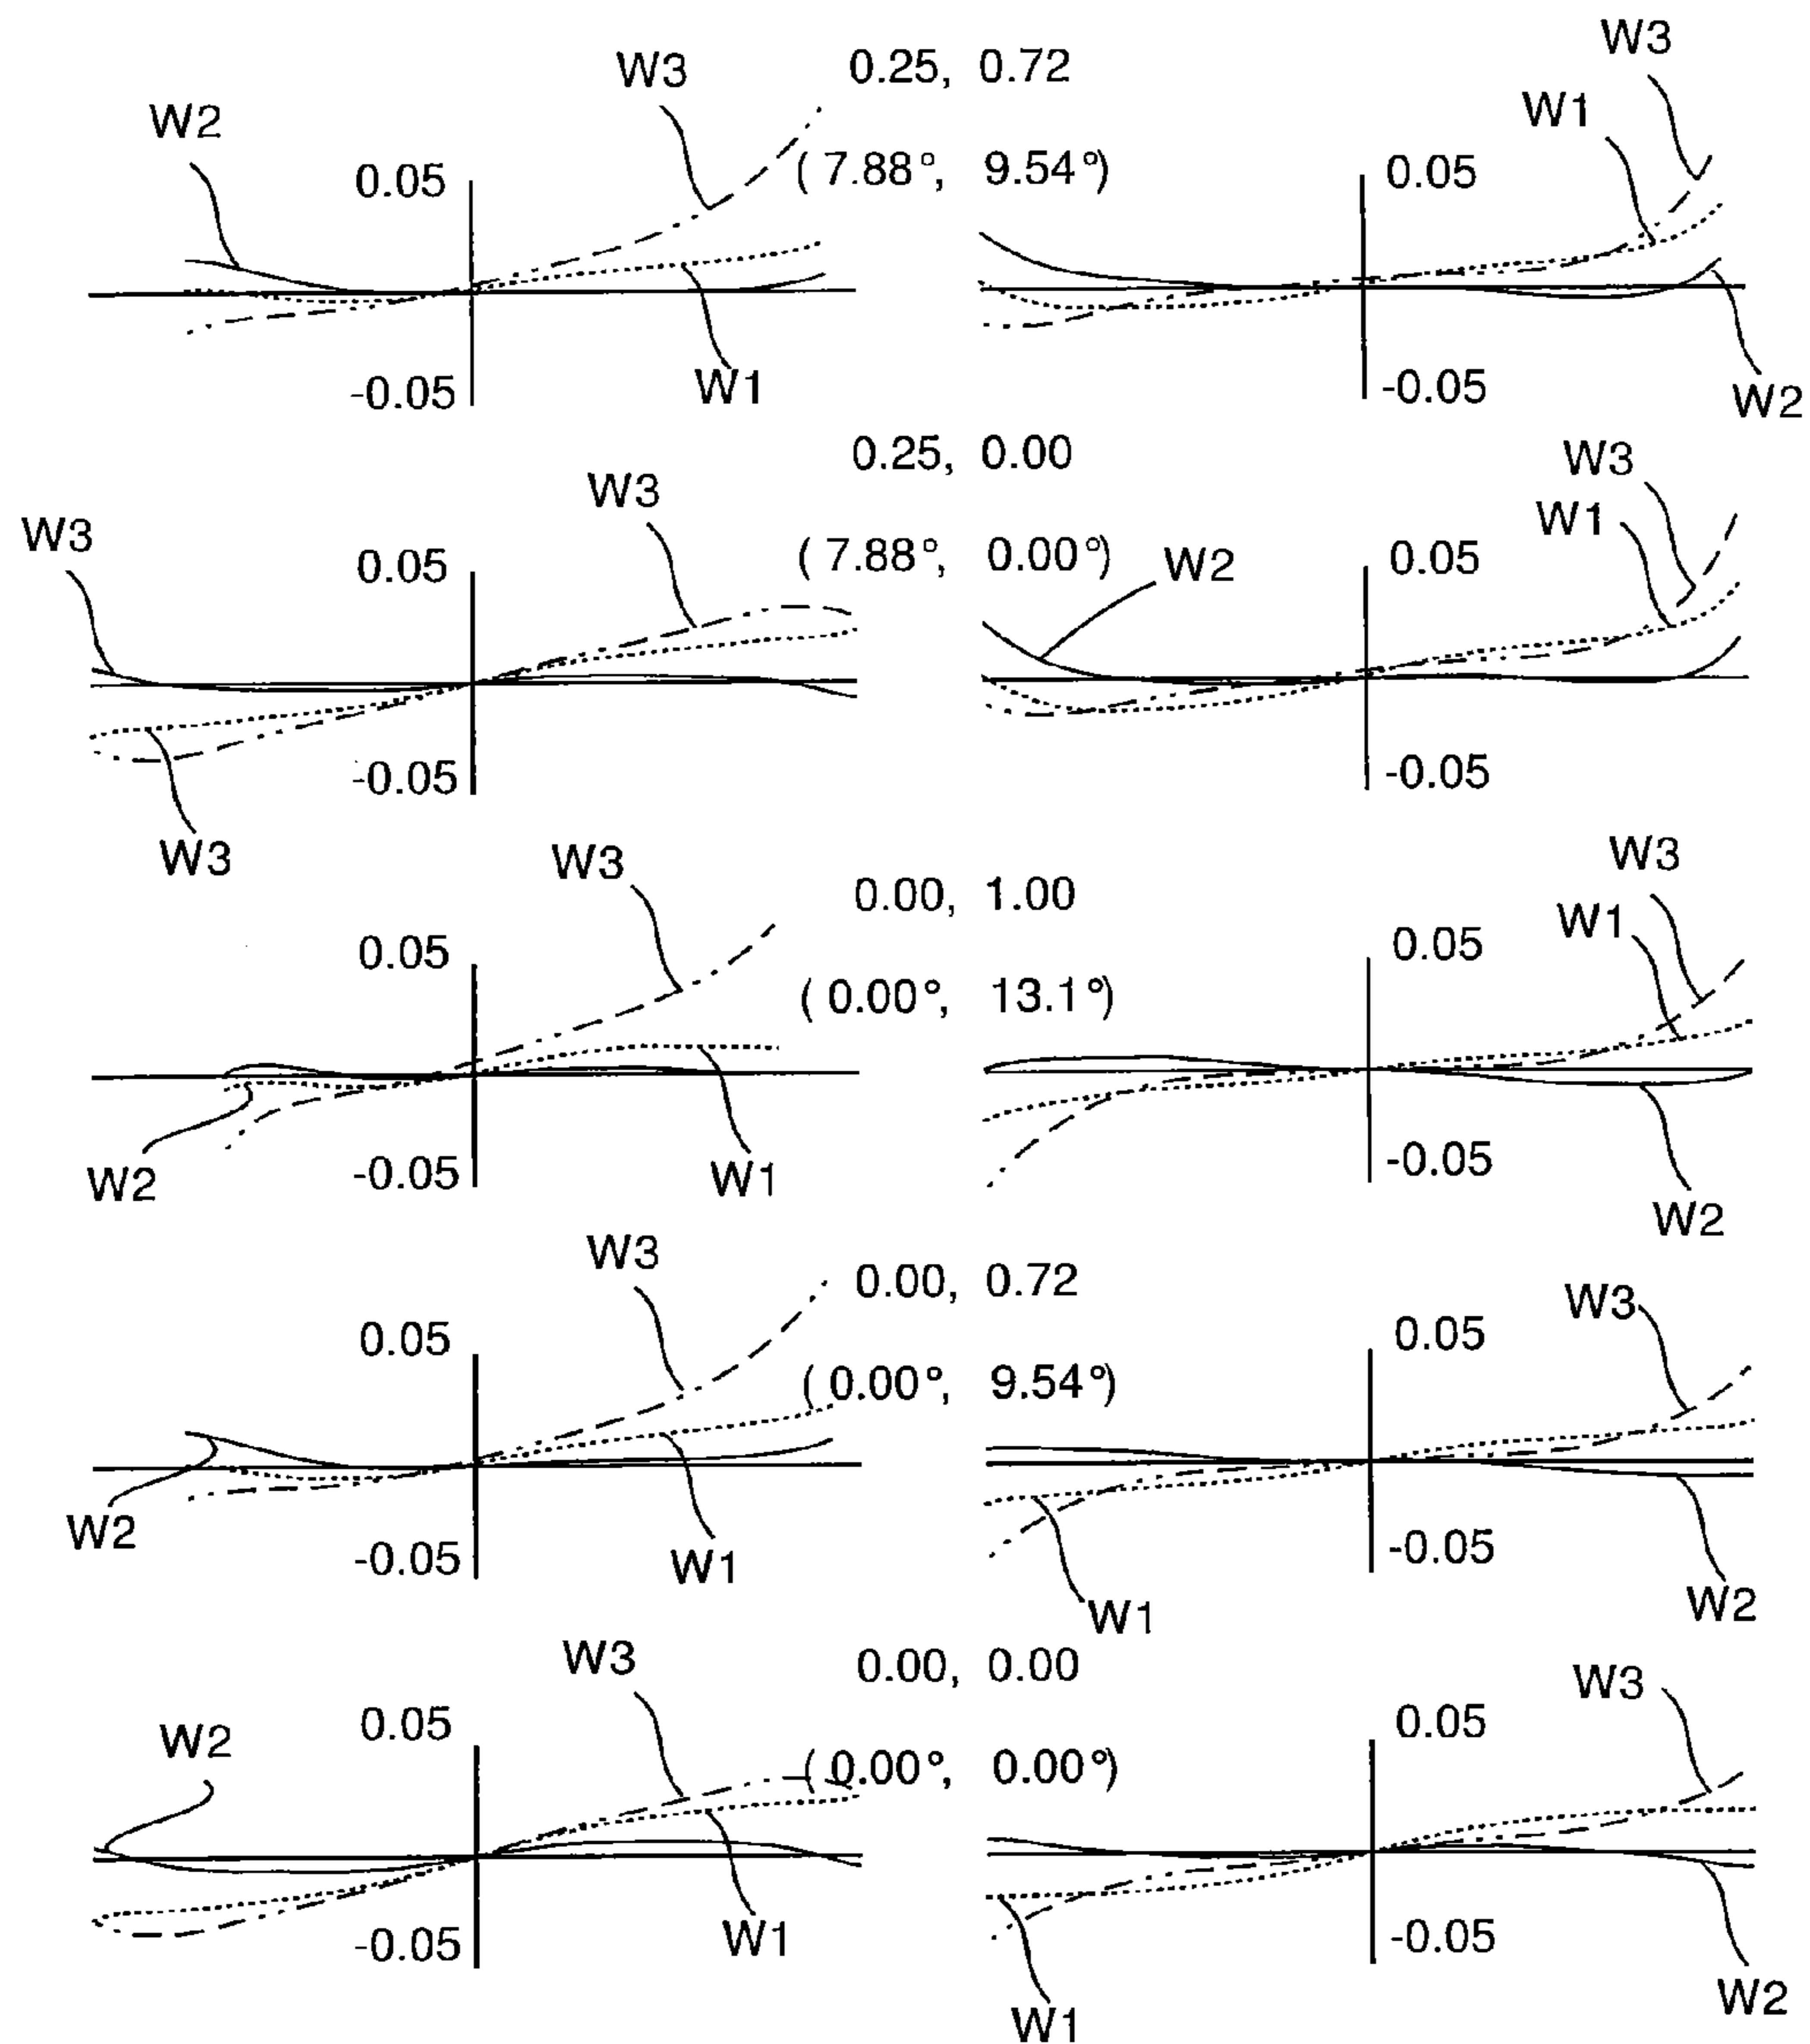 W3 0.25, 0.72 W3
W2 W1
0.05 (7.88°, 9.54°) 0.05
-0.05 W1 -0.05 W2
0.25, 0.00 W3
W3 W3 W1
0.05 (7.88°, 0.00°) W2 0.05
-0.05 -0.05
W3
W3 0.00, 1.00 W3
W1
0.05 0.05
(0.00°, 13.1°)
-0.05 -0.05
W2 W1 W2
W3 0.00, 0.72 W3
0.05 0.05
(0.00°, 9.54°)
W2 -0.05 W1 -0.05
W1 W2
W3 0.00, 0.00 W3
W2 0.05 0.05
(0.00°, 0.00°)
-0.05 W1 -0.05
W1 W2